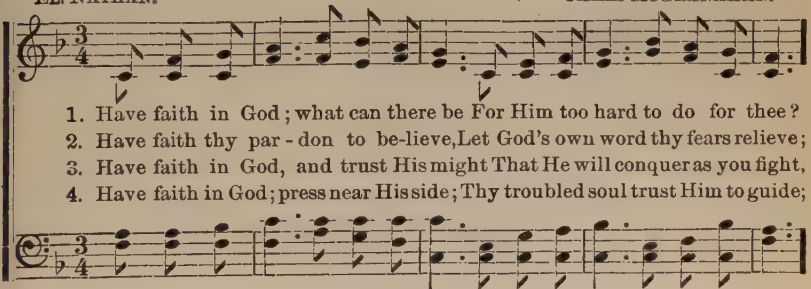 EL. NATHAN.
1. Have faith in God; what can there be For Him too hard to do for thee?
2. Have faith thy par - don to be-lieve, Let God's own word thy fears relieve;
3. Have faith in God, and trust His might That He will conquer as you fight,
4. Have faith in God; press near His side; Thy troubled soul trust Him to guide;